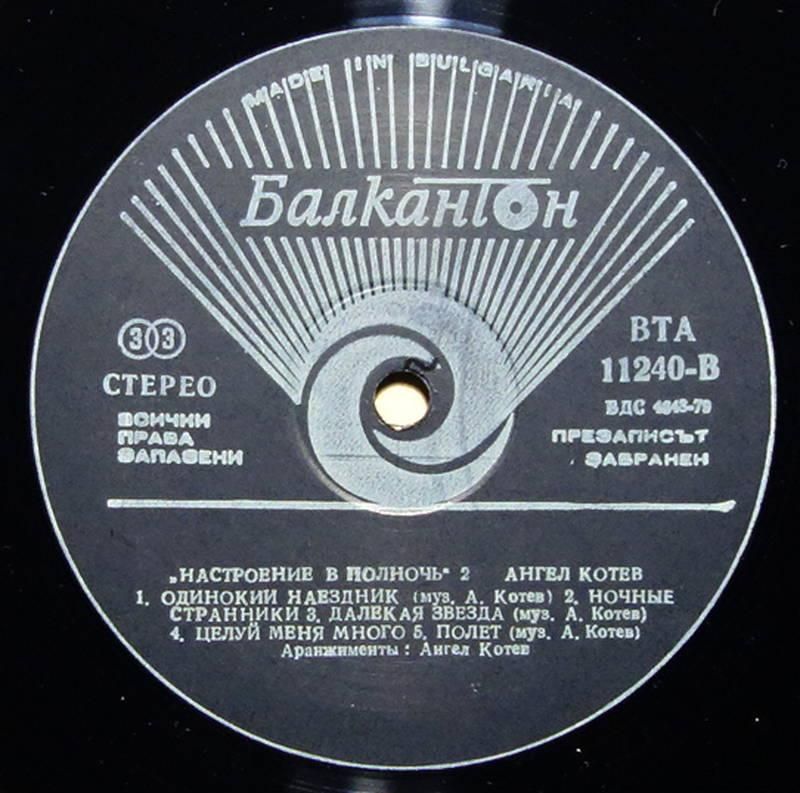 MADE IN BULGARIA
Балкантон
33
СТЕРЕО
ВСИЧКИ
ПРАВА
ЗАПАЗЕНИ
ВТА
11240-В
БДС 4843-70
ПРЕЗАПИСЪТ
ЗАБРАНЕН
„НАСТРОЕНИЕ В ПОЛНОЧЬ“ 2 АНГЕЛ КОТЕВ
1. ОДИНОКИЙ НАЕЗДНИК (муз. А. Котев) 2. НОЧНЫЕ
СТРАННИКИ 3. ДАЛЕКАЯ ЗВЕЗДА (муз. А. Котев)
4. ЦЕЛУЙ МЕНЯ МНОГО 5. ПОЛЕТ (муз. А. Котев)
Аранжименты : Ангел Котев